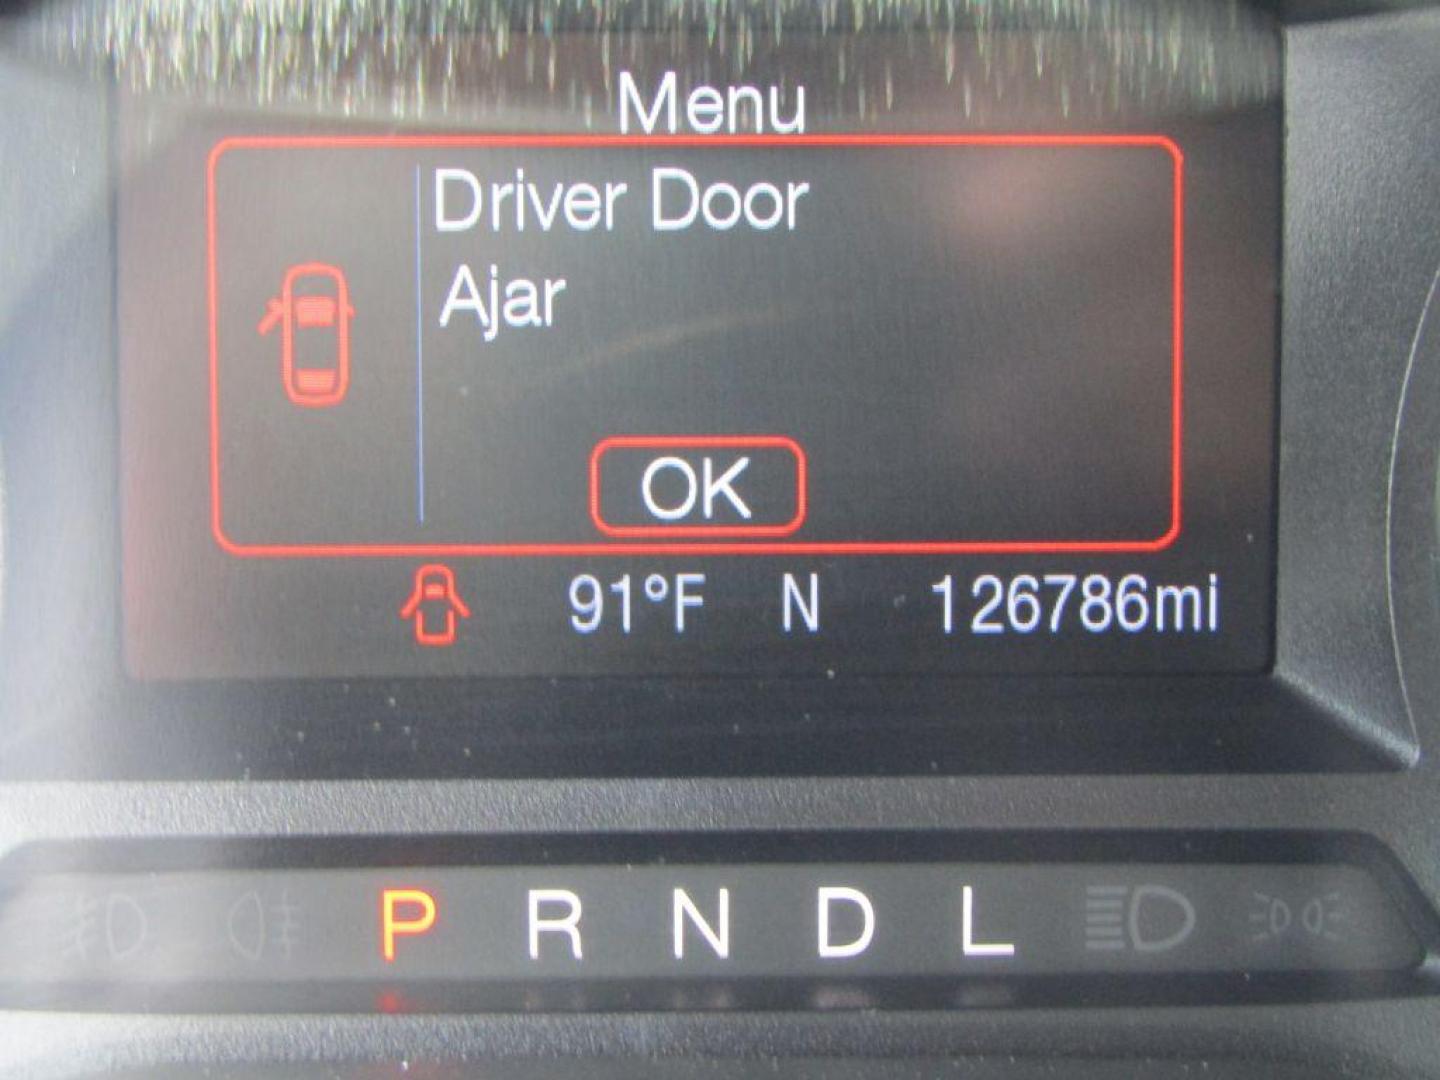 Menu
Driver Door
Ajar
OK
91°F N 126786mi
P R N D L